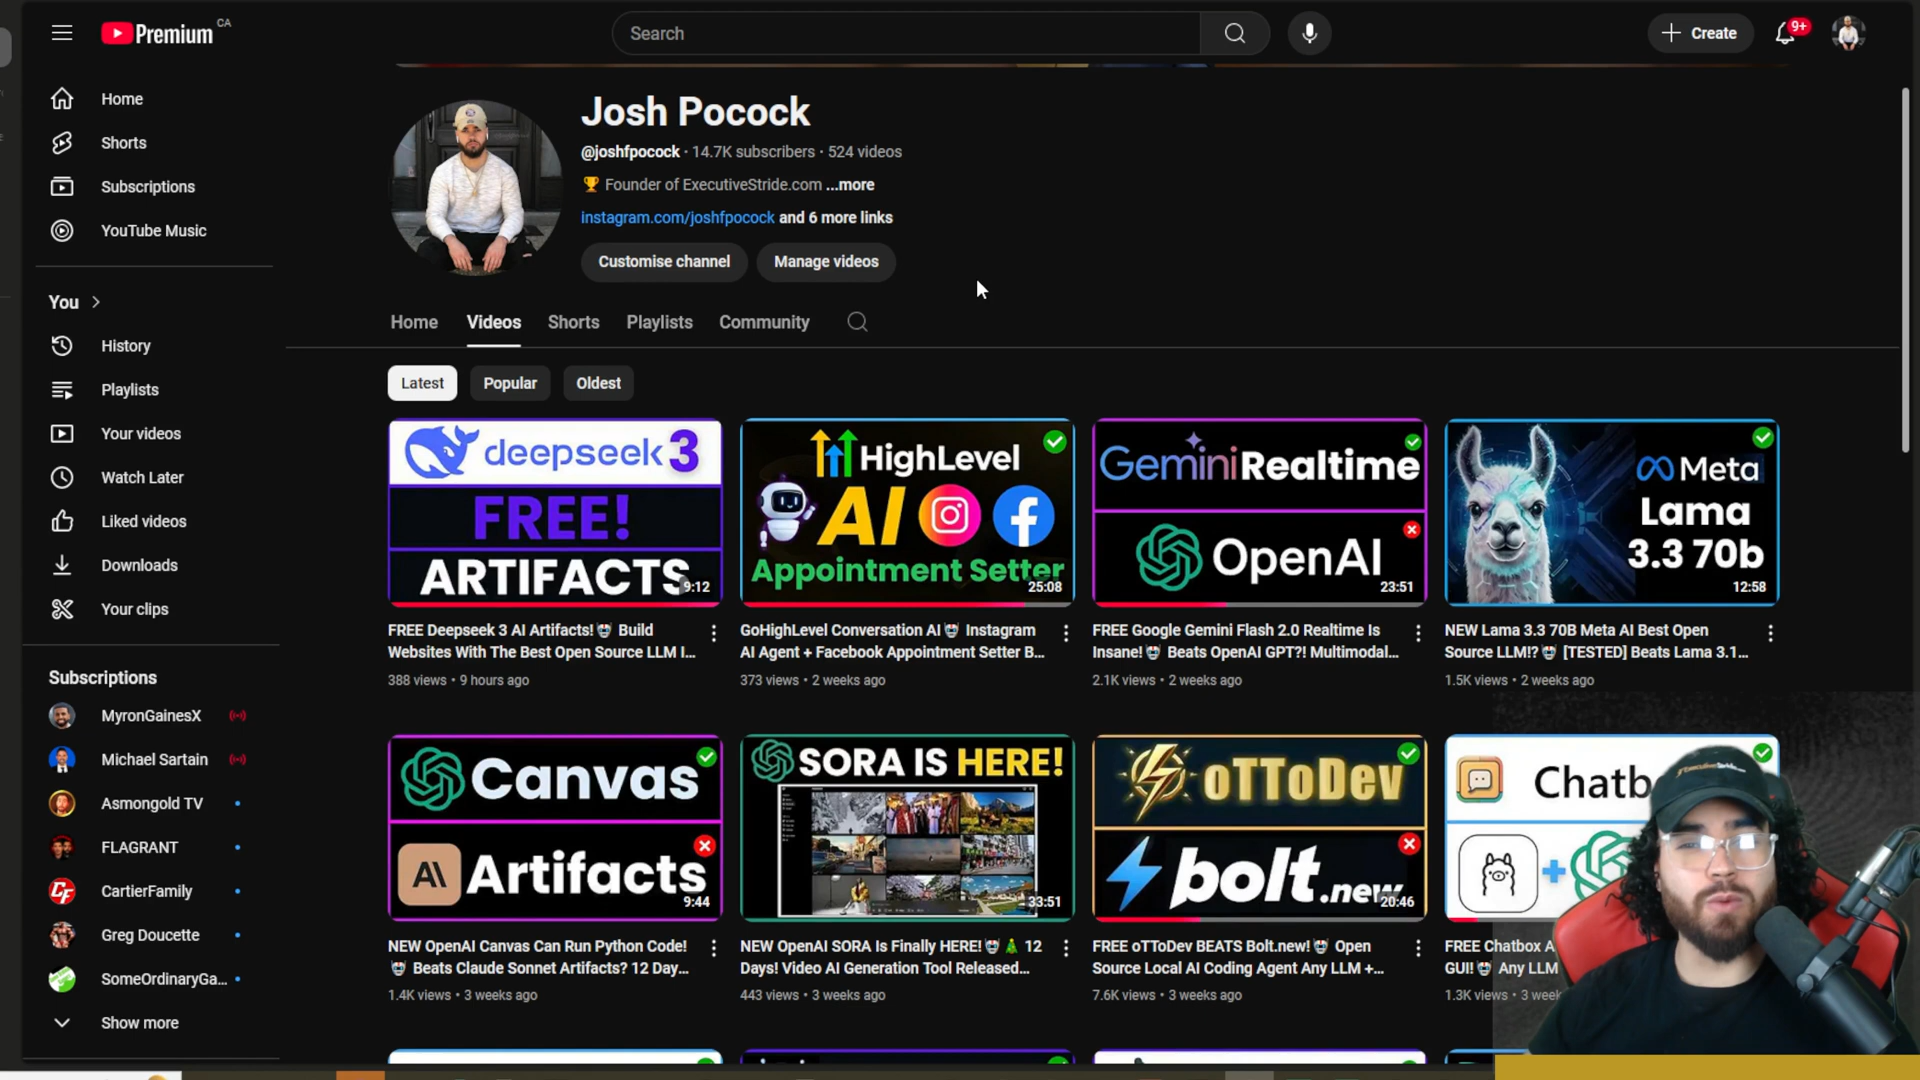 Premium CA
Search
Create
9+
Home
Shorts
Subscriptions
YouTube Music
You
History
Playlists
Your videos
Watch Later
Liked videos
Downloads
Your clips
Subscriptions
MyronGainesX
Michael Sartain
Asmongold TV
FLAGRANT
CartierFamily
Greg Doucette
SomeOrdinaryGa...
Show more
Josh Pocock
@joshfpocock · 14.7K subscribers · 524 videos
🏆 Founder of ExecutiveStride.com ...more
instagram.com/joshfpocock and 6 more links
Customise channel
Manage videos
Home
Videos
Shorts
Playlists
Community
Latest
Popular
Oldest
deepseek 3
FREE!
ARTIFACTS
9:12
FREE Deepseek 3 AI Artifacts!🤯 Build
Websites With The Best Open Source LLM I...
388 views · 9 hours ago
HighLevel
AI
Appointment Setter
25:08
GoHighLevel Conversation AI🤯 Instagram
AI Agent + Facebook Appointment Setter B...
373 views · 2 weeks ago
Gemini Realtime
OpenAI
23:51
FREE Google Gemini Flash 2.0 Realtime Is
Insane!🤯 Beats OpenAI GPT?! Multimodal...
2.1K views · 2 weeks ago
Meta
Lama
3.3 70b
12:58
NEW Lama 3.3 70B Meta AI Best Open
Source LLM!?🤯 [TESTED] Beats Lama 3.1...
1.5K views · 2 weeks ago
Canvas
AI Artifacts
9:44
NEW OpenAI Canvas Can Run Python Code!
🤯 Beats Claude Sonnet Artifacts? 12 Day...
1.4K views · 3 weeks ago
SORA IS HERE!
33:51
NEW OpenAI SORA Is Finally HERE!🤯🎄 12
Days! Video AI Generation Tool Released...
443 views · 3 weeks ago
oTToDev
bolt.new
20:46
FREE oTToDev BEATS Bolt.new!🤯 Open
Source Local AI Coding Agent Any LLM +...
7.6K views · 3 weeks ago
Chatb
FREE Chatbox A
GUI!🤯 Any LLM
1.3K views · 3 week